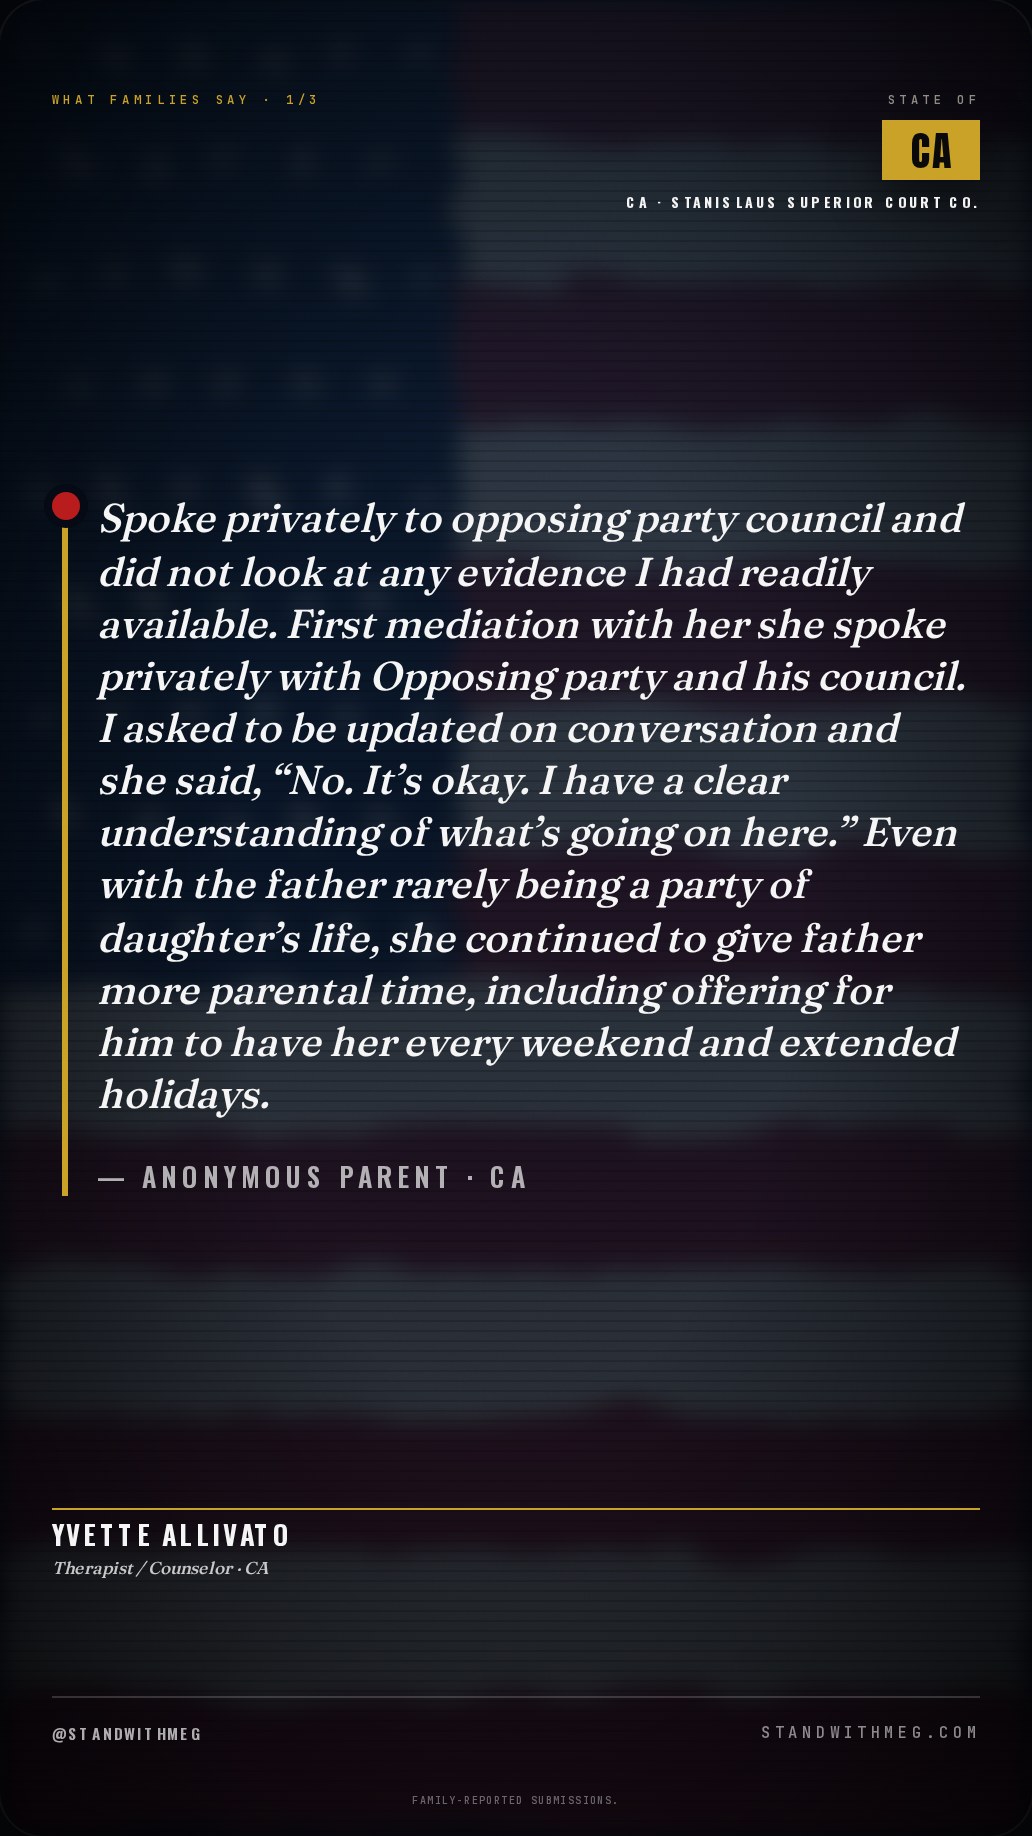 WHAT FAMILIES SAY · 1/3
STATE OF
CA
CA · STANISLAUS SUPERIOR COURT CO.
Spoke privately to opposing party council and
did not look at any evidence I had readily
available. First mediation with her she spoke
privately with Opposing party and his council.
I asked to be updated on conversation and
she said, “No. It’s okay. I have a clear
understanding of what’s going on here.” Even
with the father rarely being a party of
daughter’s life, she continued to give father
more parental time, including offering for
him to have her every weekend and extended
holidays.
— ANONYMOUS PARENT · CA
YVETTE ALLIVATO
Therapist / Counselor · CA
@STANDWITHMEG
STANDWITHMEG.COM
FAMILY-REPORTED SUBMISSIONS.